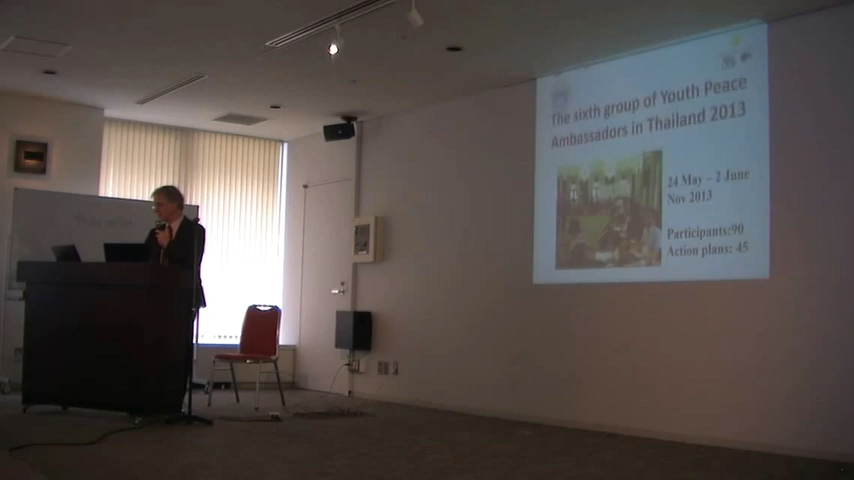 The sixth group of Youth Peace
Ambassadors in Thailand 2013
24 May – 2 June
Nov 2013
Participants:90
Action plans: 45